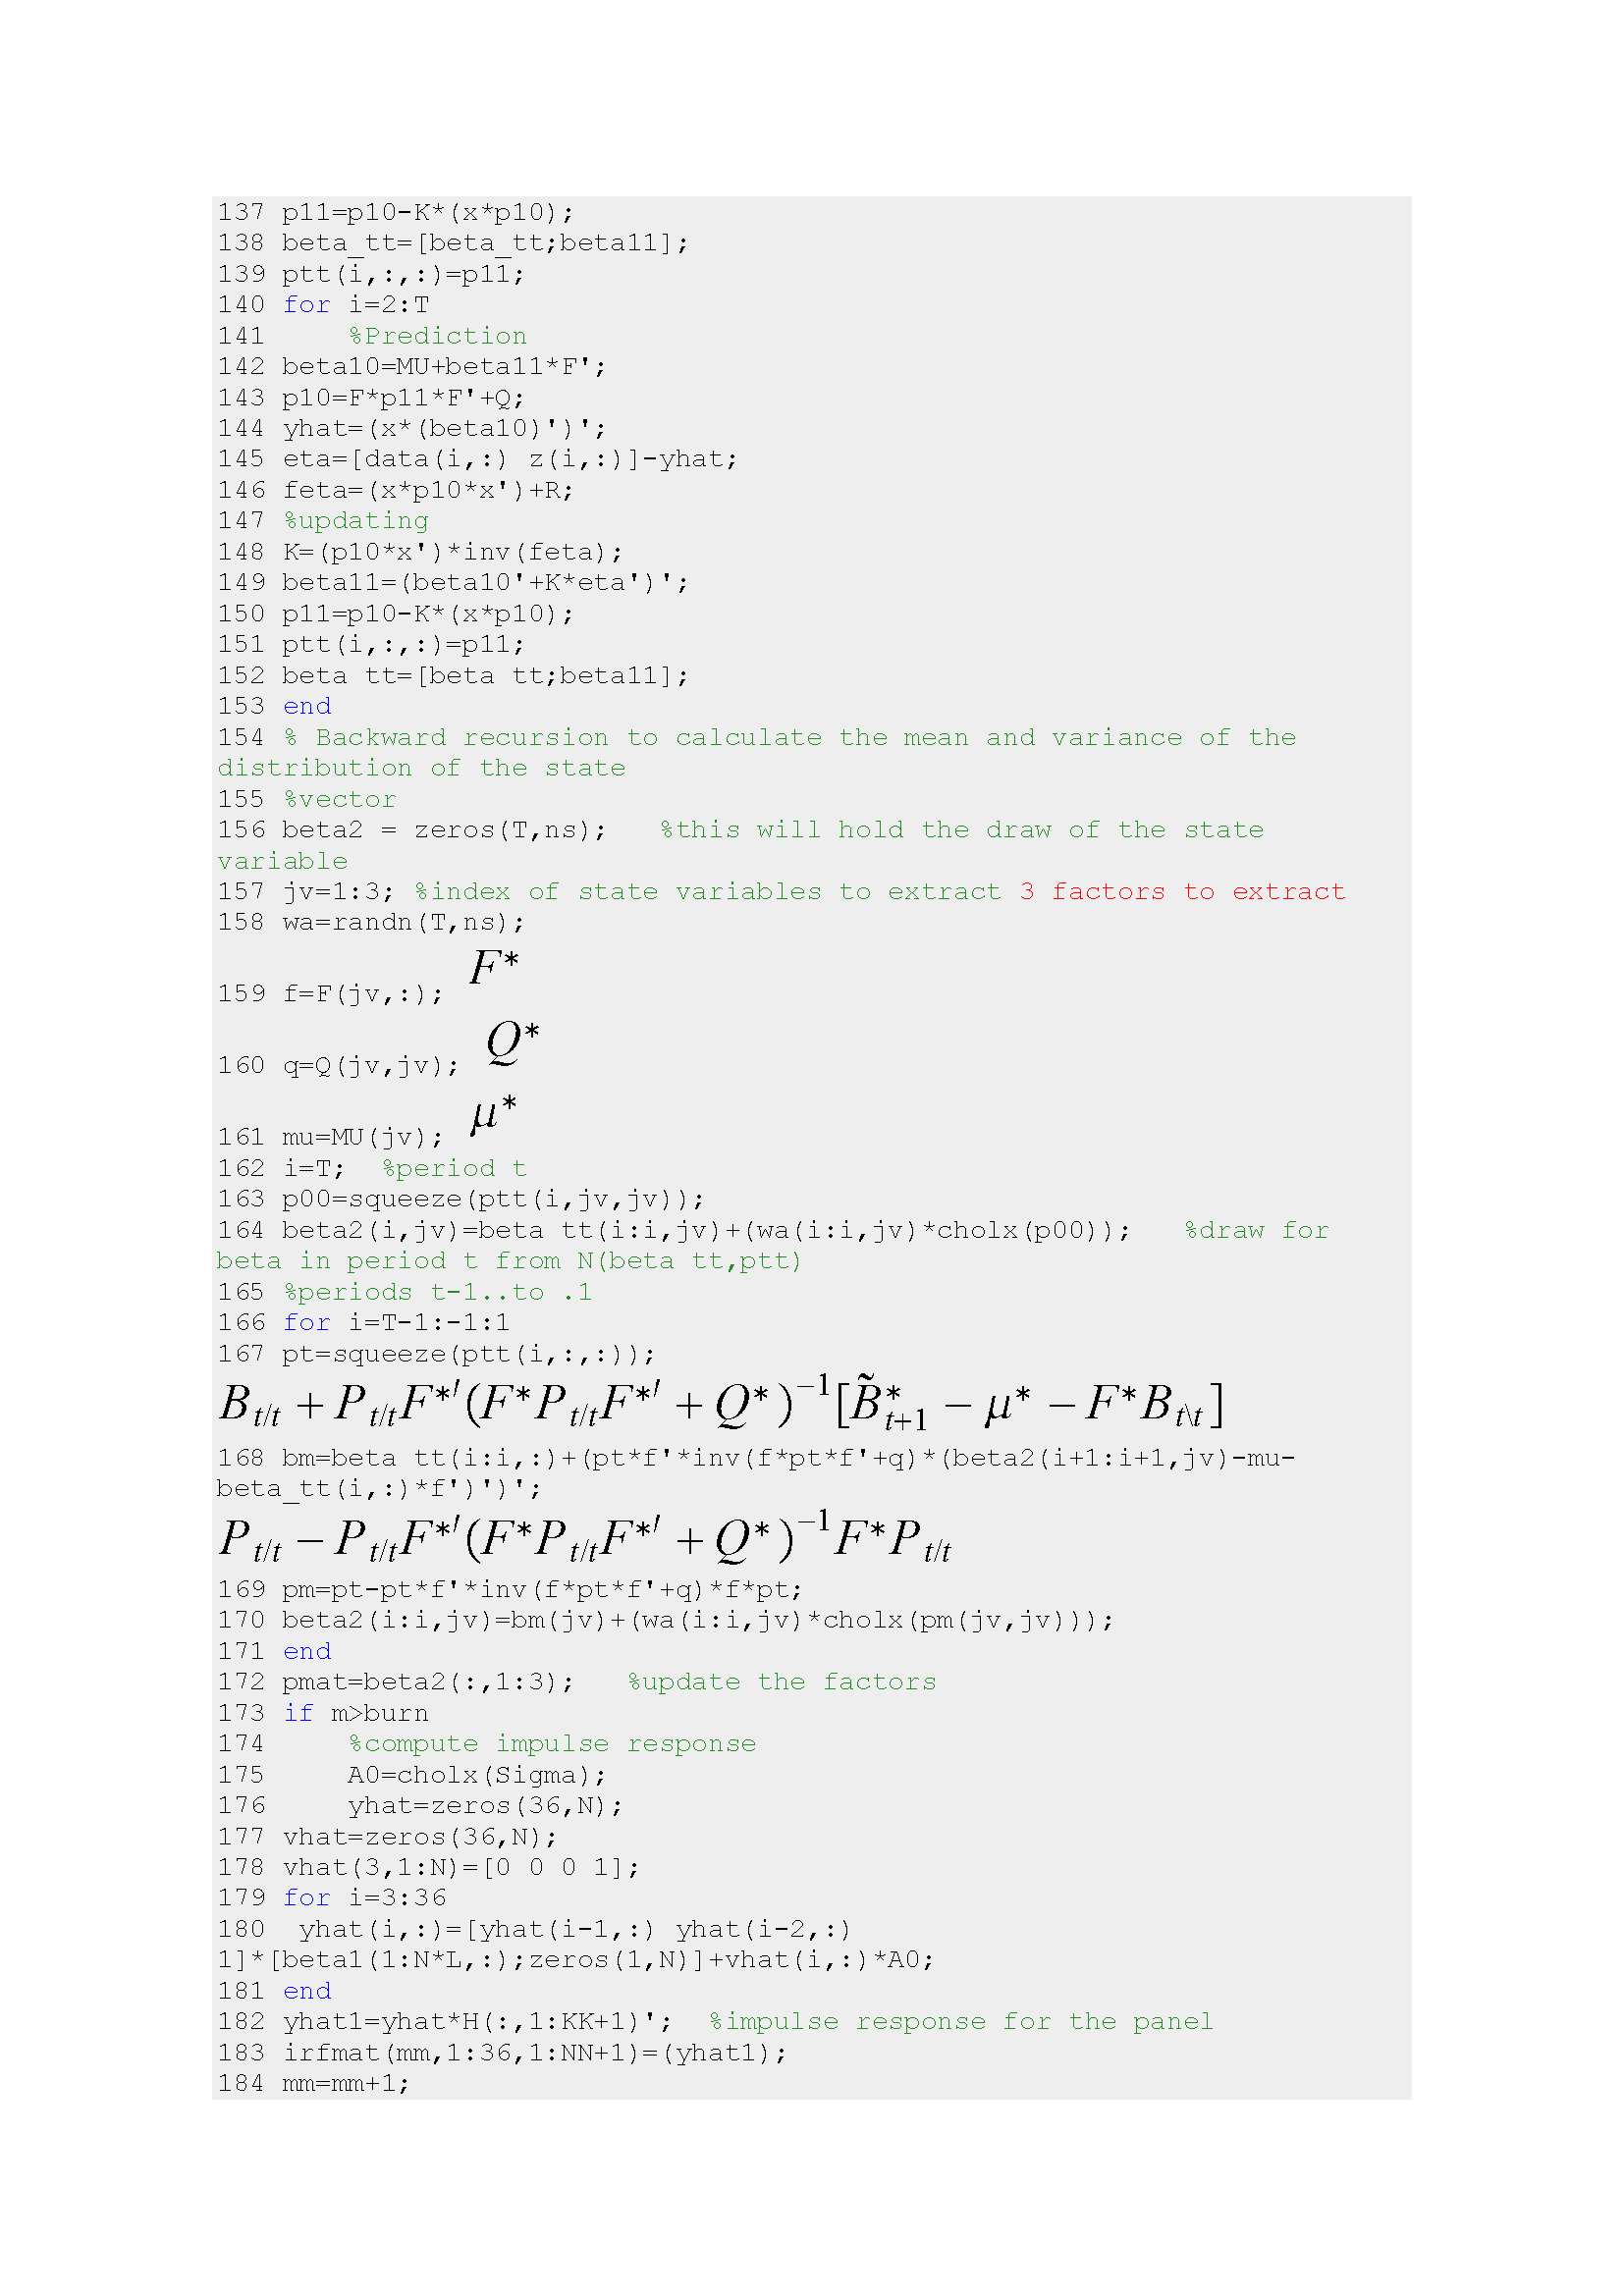 137 p11=p10-K*(x*p10);
138 beta_tt=[beta_tt;beta11];
139 ptt(i,:,:)=p11;
140 for i=2:T
141     %Prediction
142 beta10=MU+beta11*F';
143 p10=F*p11*F'+Q;
144 yhat=(x*(beta10)')';
145 eta=[data(i,:) z(i,:)]-yhat;
146 feta=(x*p10*x')+R;
147 %updating
148 K=(p10*x')*inv(feta);
149 beta11=(beta10'+K*eta')';
150 p11=p10-K*(x*p10);
151 ptt(i,:,:)=p11;
152 beta tt=[beta tt;beta11];
153 end
154 % Backward recursion to calculate the mean and variance of the
distribution of the state
155 %vector
156 beta2 = zeros(T,ns);   %this will hold the draw of the state
variable
157 jv=1:3; %index of state variables to extract 3 factors to extract
158 wa=randn(T,ns);
159 f=F(jv,:); F*
160 q=Q(jv,jv); Q*
161 mu=MU(jv); μ*
162 i=T;  %period t
163 p00=squeeze(ptt(i,jv,jv));
164 beta2(i,jv)=beta tt(i:i,jv)+(wa(i:i,jv)*cholx(p00));   %draw for
beta in period t from N(beta tt,ptt)
165 %periods t-1..to .1
166 for i=T-1:-1:1
167 pt=squeeze(ptt(i,:,:));
B_{t/t} + P_{t/t}F*′(F*P_{t/t}F*′ + Q*)^{−1}[B̃*_{t+1} − μ* − F*B_{t\t}]
168 bm=beta tt(i:i,:)+(pt*f'*inv(f*pt*f'+q)*(beta2(i+1:i+1,jv)-mu-
beta_tt(i,:)*f')')';
P_{t/t} − P_{t/t}F*′(F*P_{t/t}F*′ + Q*)^{−1}F*P_{t/t}
169 pm=pt-pt*f'*inv(f*pt*f'+q)*f*pt;
170 beta2(i:i,jv)=bm(jv)+(wa(i:i,jv)*cholx(pm(jv,jv)));
171 end
172 pmat=beta2(:,1:3);   %update the factors
173 if m>burn
174     %compute impulse response
175     A0=cholx(Sigma);
176     yhat=zeros(36,N);
177 vhat=zeros(36,N);
178 vhat(3,1:N)=[0 0 0 1];
179 for i=3:36
180  yhat(i,:)=[yhat(i-1,:) yhat(i-2,:)
1]*[beta1(1:N*L,:);zeros(1,N)]+vhat(i,:)*A0;
181 end
182 yhat1=yhat*H(:,1:KK+1)';  %impulse response for the panel
183 irfmat(mm,1:36,1:NN+1)=(yhat1);
184 mm=mm+1;